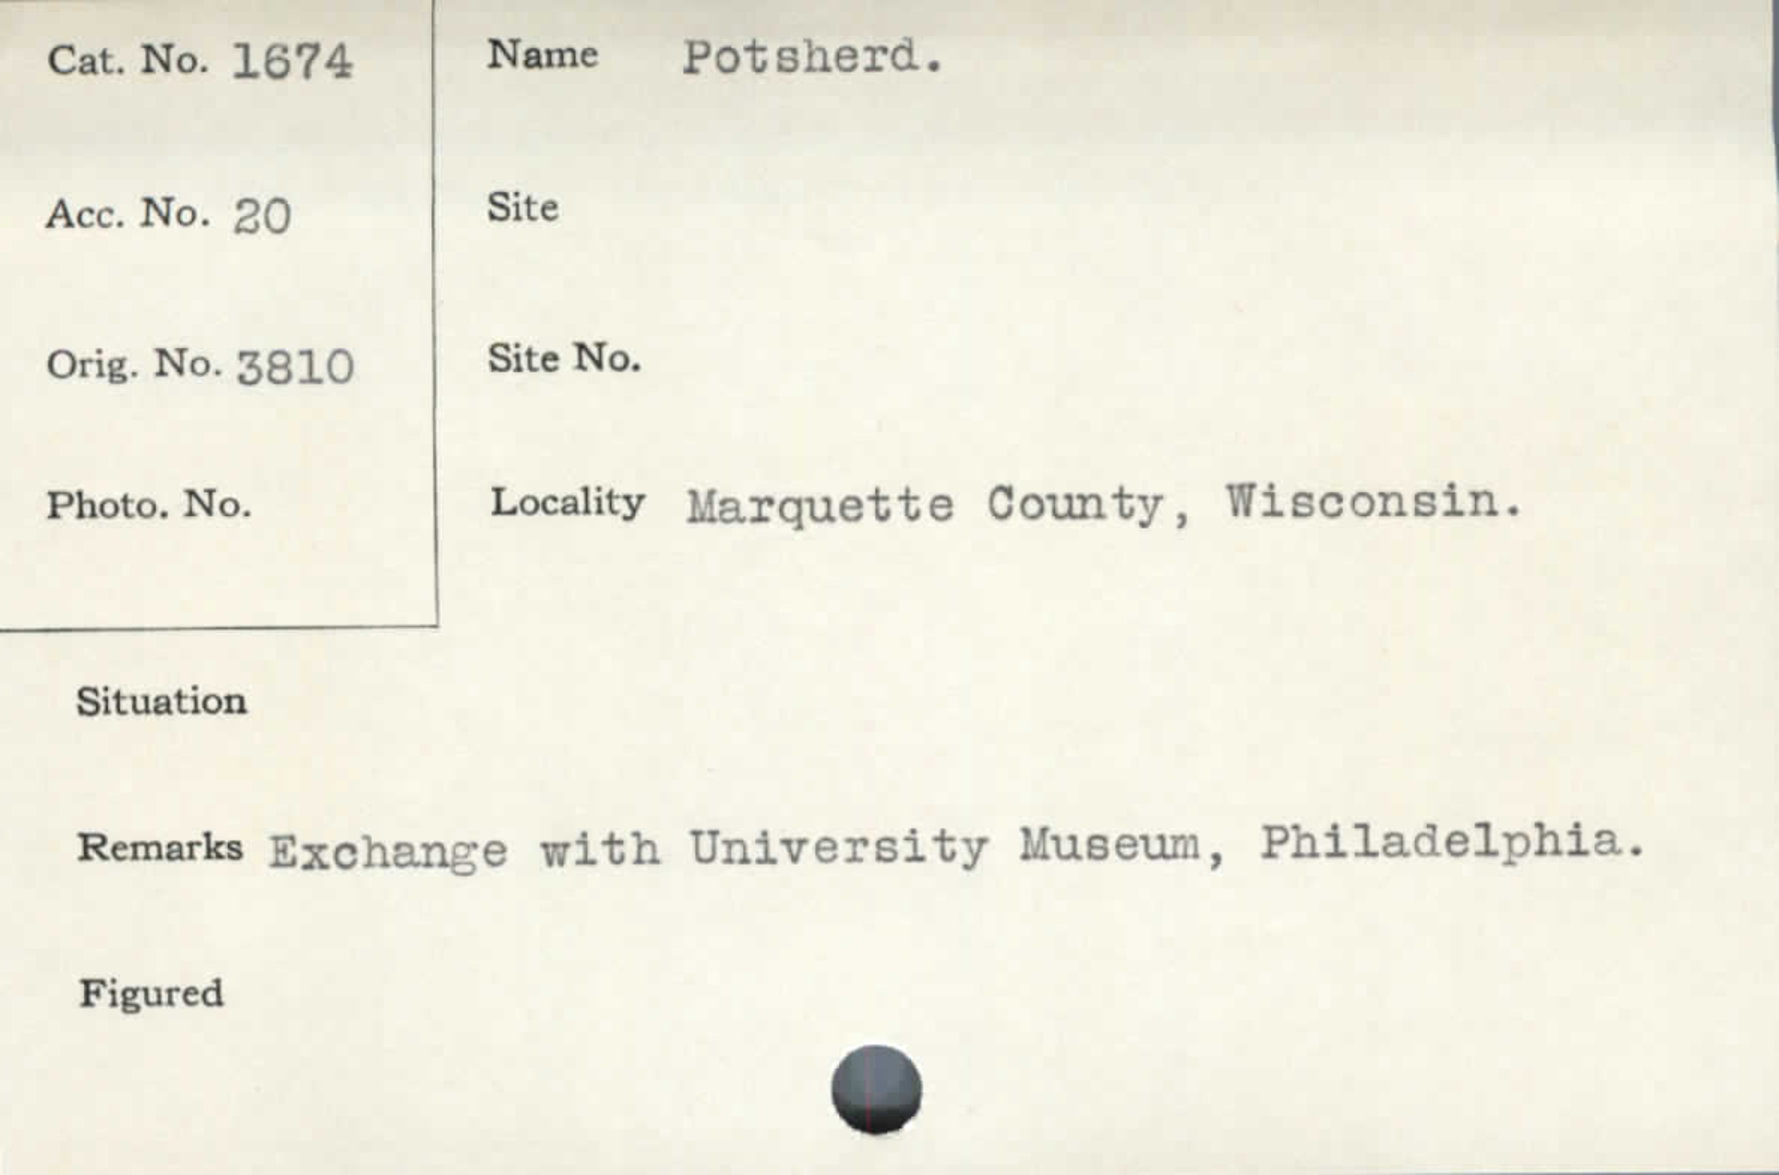 Cat. No. 1674
Acc. No. 20
Orig. No. 3810
Photo. No.
Name Potsherd.
Site
Site No.
Locality Marquette County, Wisconsin.
Situation
Remarks Exchange with University Museum, Philadelphia.
Figured